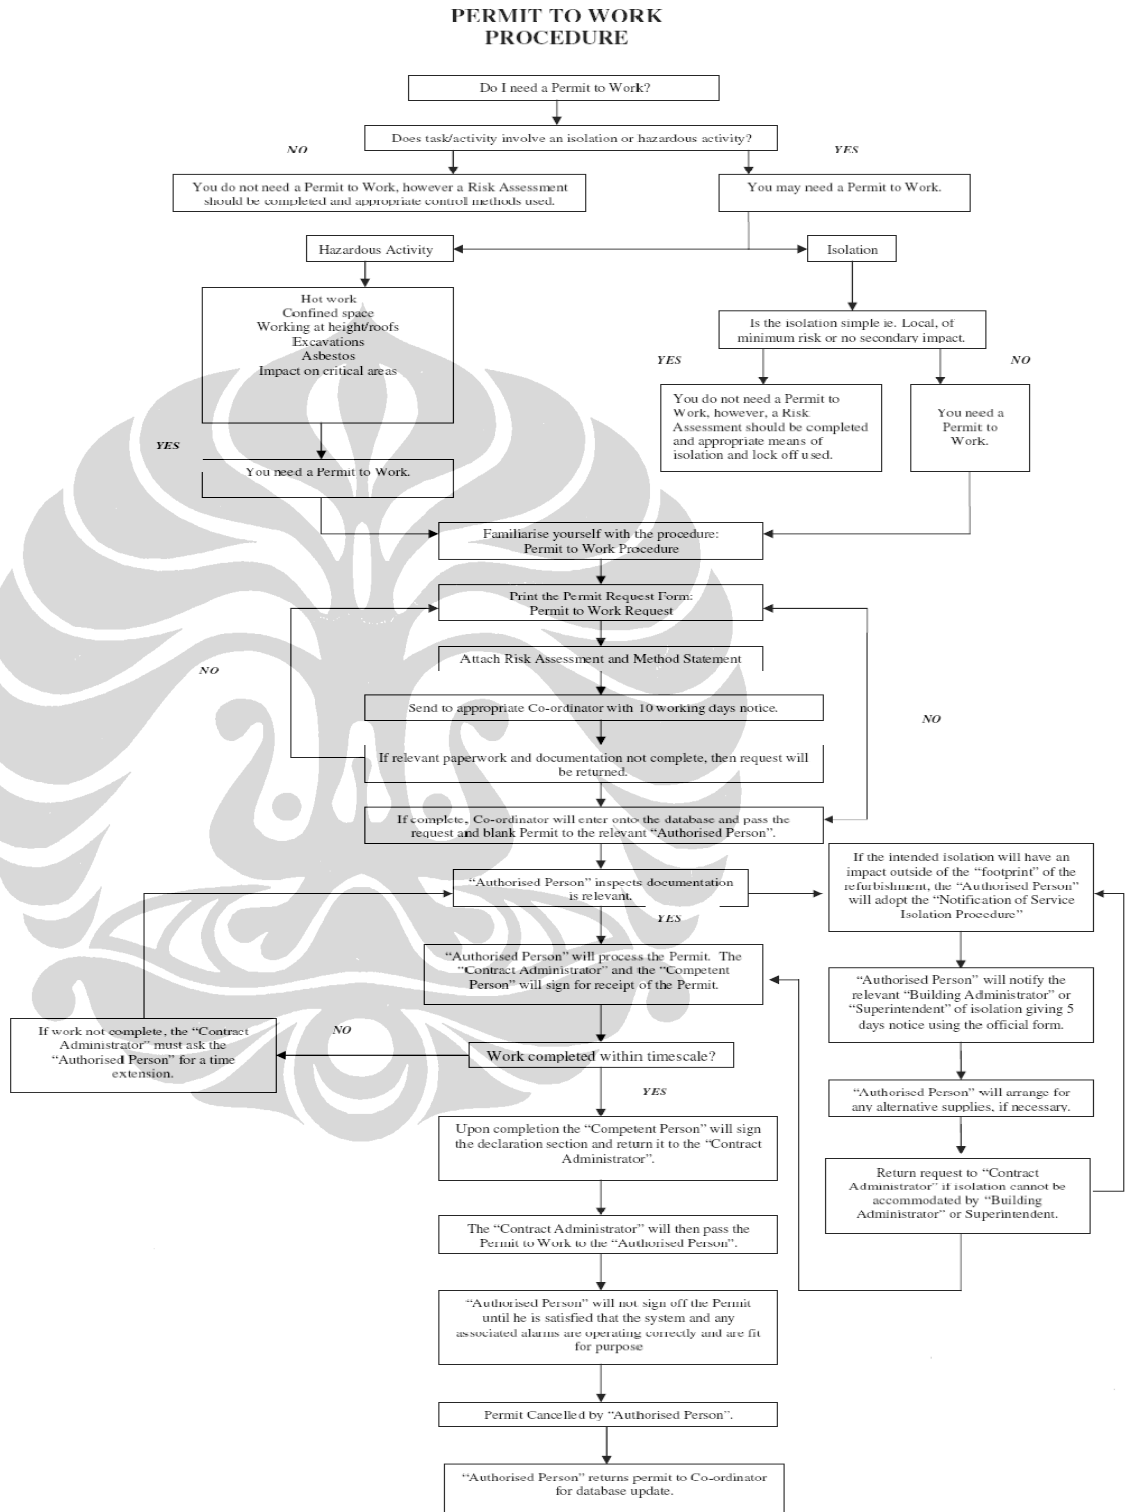 PERMIT TO WORK
PROCEDURE
Do I need a Permit to Work?
Does task/activity involve an isolation or hazardous activity?
NO
YES
You do not need a Permit to Work, however a Risk Assessment
should be completed and appropriate control methods used.
You may need a Permit to Work.
Hazardous Activity
Isolation
Hot work
Confined space
Working at height/roofs
Excavations
Asbestos
Impact on critical areas
Is the isolation simple ie. Local, of
minimum risk or no secondary impact.
YES
NO
You do not need a Permit to
Work, however, a Risk
Assessment should be completed
and appropriate means of
isolation and lock off used.
You need a
Permit to
Work.
YES
You need a Permit to Work.
Familiarise yourself with the procedure:
Permit to Work Procedure
Print the Permit Request Form:
Permit to Work Request
Attach Risk Assessment and Method Statement
NO
Send to appropriate Co-ordinator with 10 working days notice.
NO
If relevant paperwork and documentation not complete, then request will
be returned.
If complete, Co-ordinator will enter onto the database and pass the
request and blank Permit to the relevant “Authorised Person”.
“Authorised Person” inspects documentation
is relevant.
YES
If the intended isolation will have an
impact outside of the “footprint” of the
refurbishment, the “Authorised Person”
will adopt the “Notification of Service
Isolation Procedure”
“Authorised Person” will process the Permit. The
“Contract Administrator” and the “Competent
Person” will sign for receipt of the Permit.
“Authorised Person” will notify the
relevant “Building Administrator” or
“Superintendent” of isolation giving 5
days notice using the official form.
If work not complete, the “Contract
Administrator” must ask the
“Authorised Person” for a time
extension.
NO
Work completed within timescale?
YES
“Authorised Person” will arrange for
any alternative supplies, if necessary.
Upon completion the “Competent Person” will sign
the declaration section and return it to the “Contract
Administrator”.
Return request to “Contract
Administrator” if isolation cannot be
accommodated by “Building
Administrator” or Superintendent.
The “Contract Administrator” will then pass the
Permit to Work to the “Authorised Person”.
“Authorised Person” will not sign off the Permit
until he is satisfied that the system and any
associated alarms are operating correctly and are fit
for purpose
Permit Cancelled by “Authorised Person”.
“Authorised Person” returns permit to Co-ordinator
for database update.